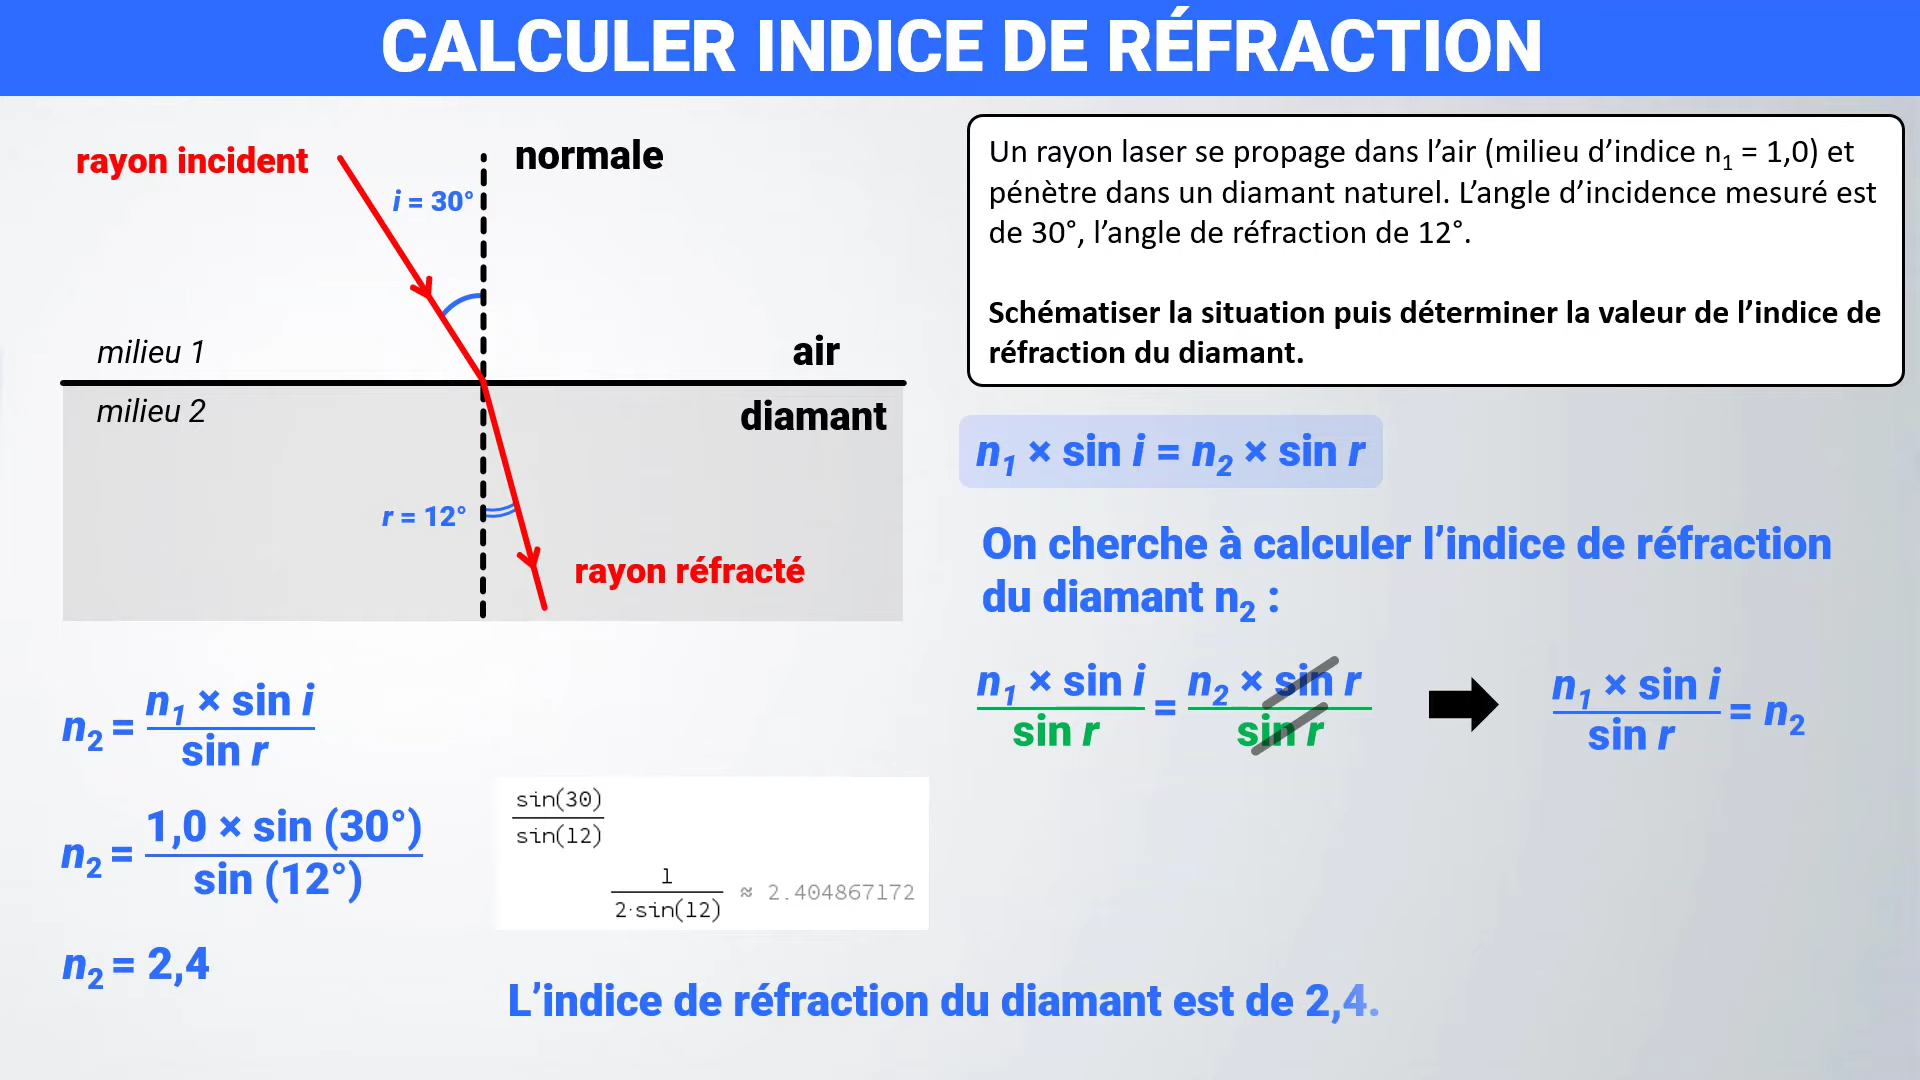 CALCULER INDICE DE RÉFRACTION
rayon incident
normale
i = 30°
milieu 1
air
milieu 2
diamant
r = 12°
rayon réfracté
Un rayon laser se propage dans l’air (milieu d’indice n₁ = 1,0) et
pénètre dans un diamant naturel. L’angle d’incidence mesuré est
de 30°, l’angle de réfraction de 12°.
Schématiser la situation puis déterminer la valeur de l’indice de
réfraction du diamant.
n₁ × sin i = n₂ × sin r
On cherche à calculer l’indice de réfraction
du diamant n₂ :
n₁ × sin i / sin r = n₂ × sin r / sin r
n₁ × sin i / sin r = n₂
n₂ = n₁ × sin i / sin r
n₂ = 1,0 × sin (30°) / sin (12°)
n₂ = 2,4
sin(30)
sin(12)
1
2·sin(12)
≈ 2.404867172
L’indice de réfraction du diamant est de 2,4.